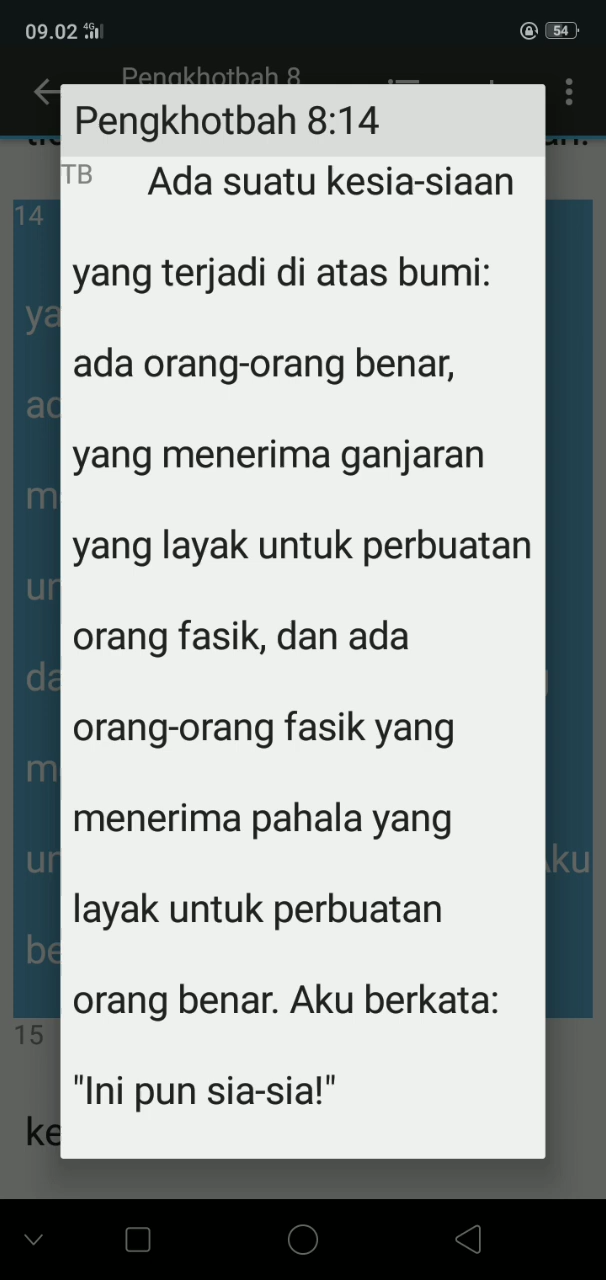 09.02 4G
54
Pengkhotbah 8
Pengkhotbah 8:14
TB Ada suatu kesia-siaan
yang terjadi di atas bumi:
ada orang-orang benar,
yang menerima ganjaran
yang layak untuk perbuatan
orang fasik, dan ada
orang-orang fasik yang
menerima pahala yang
layak untuk perbuatan
orang benar. Aku berkata:
"Ini pun sia-sia!"
14
15